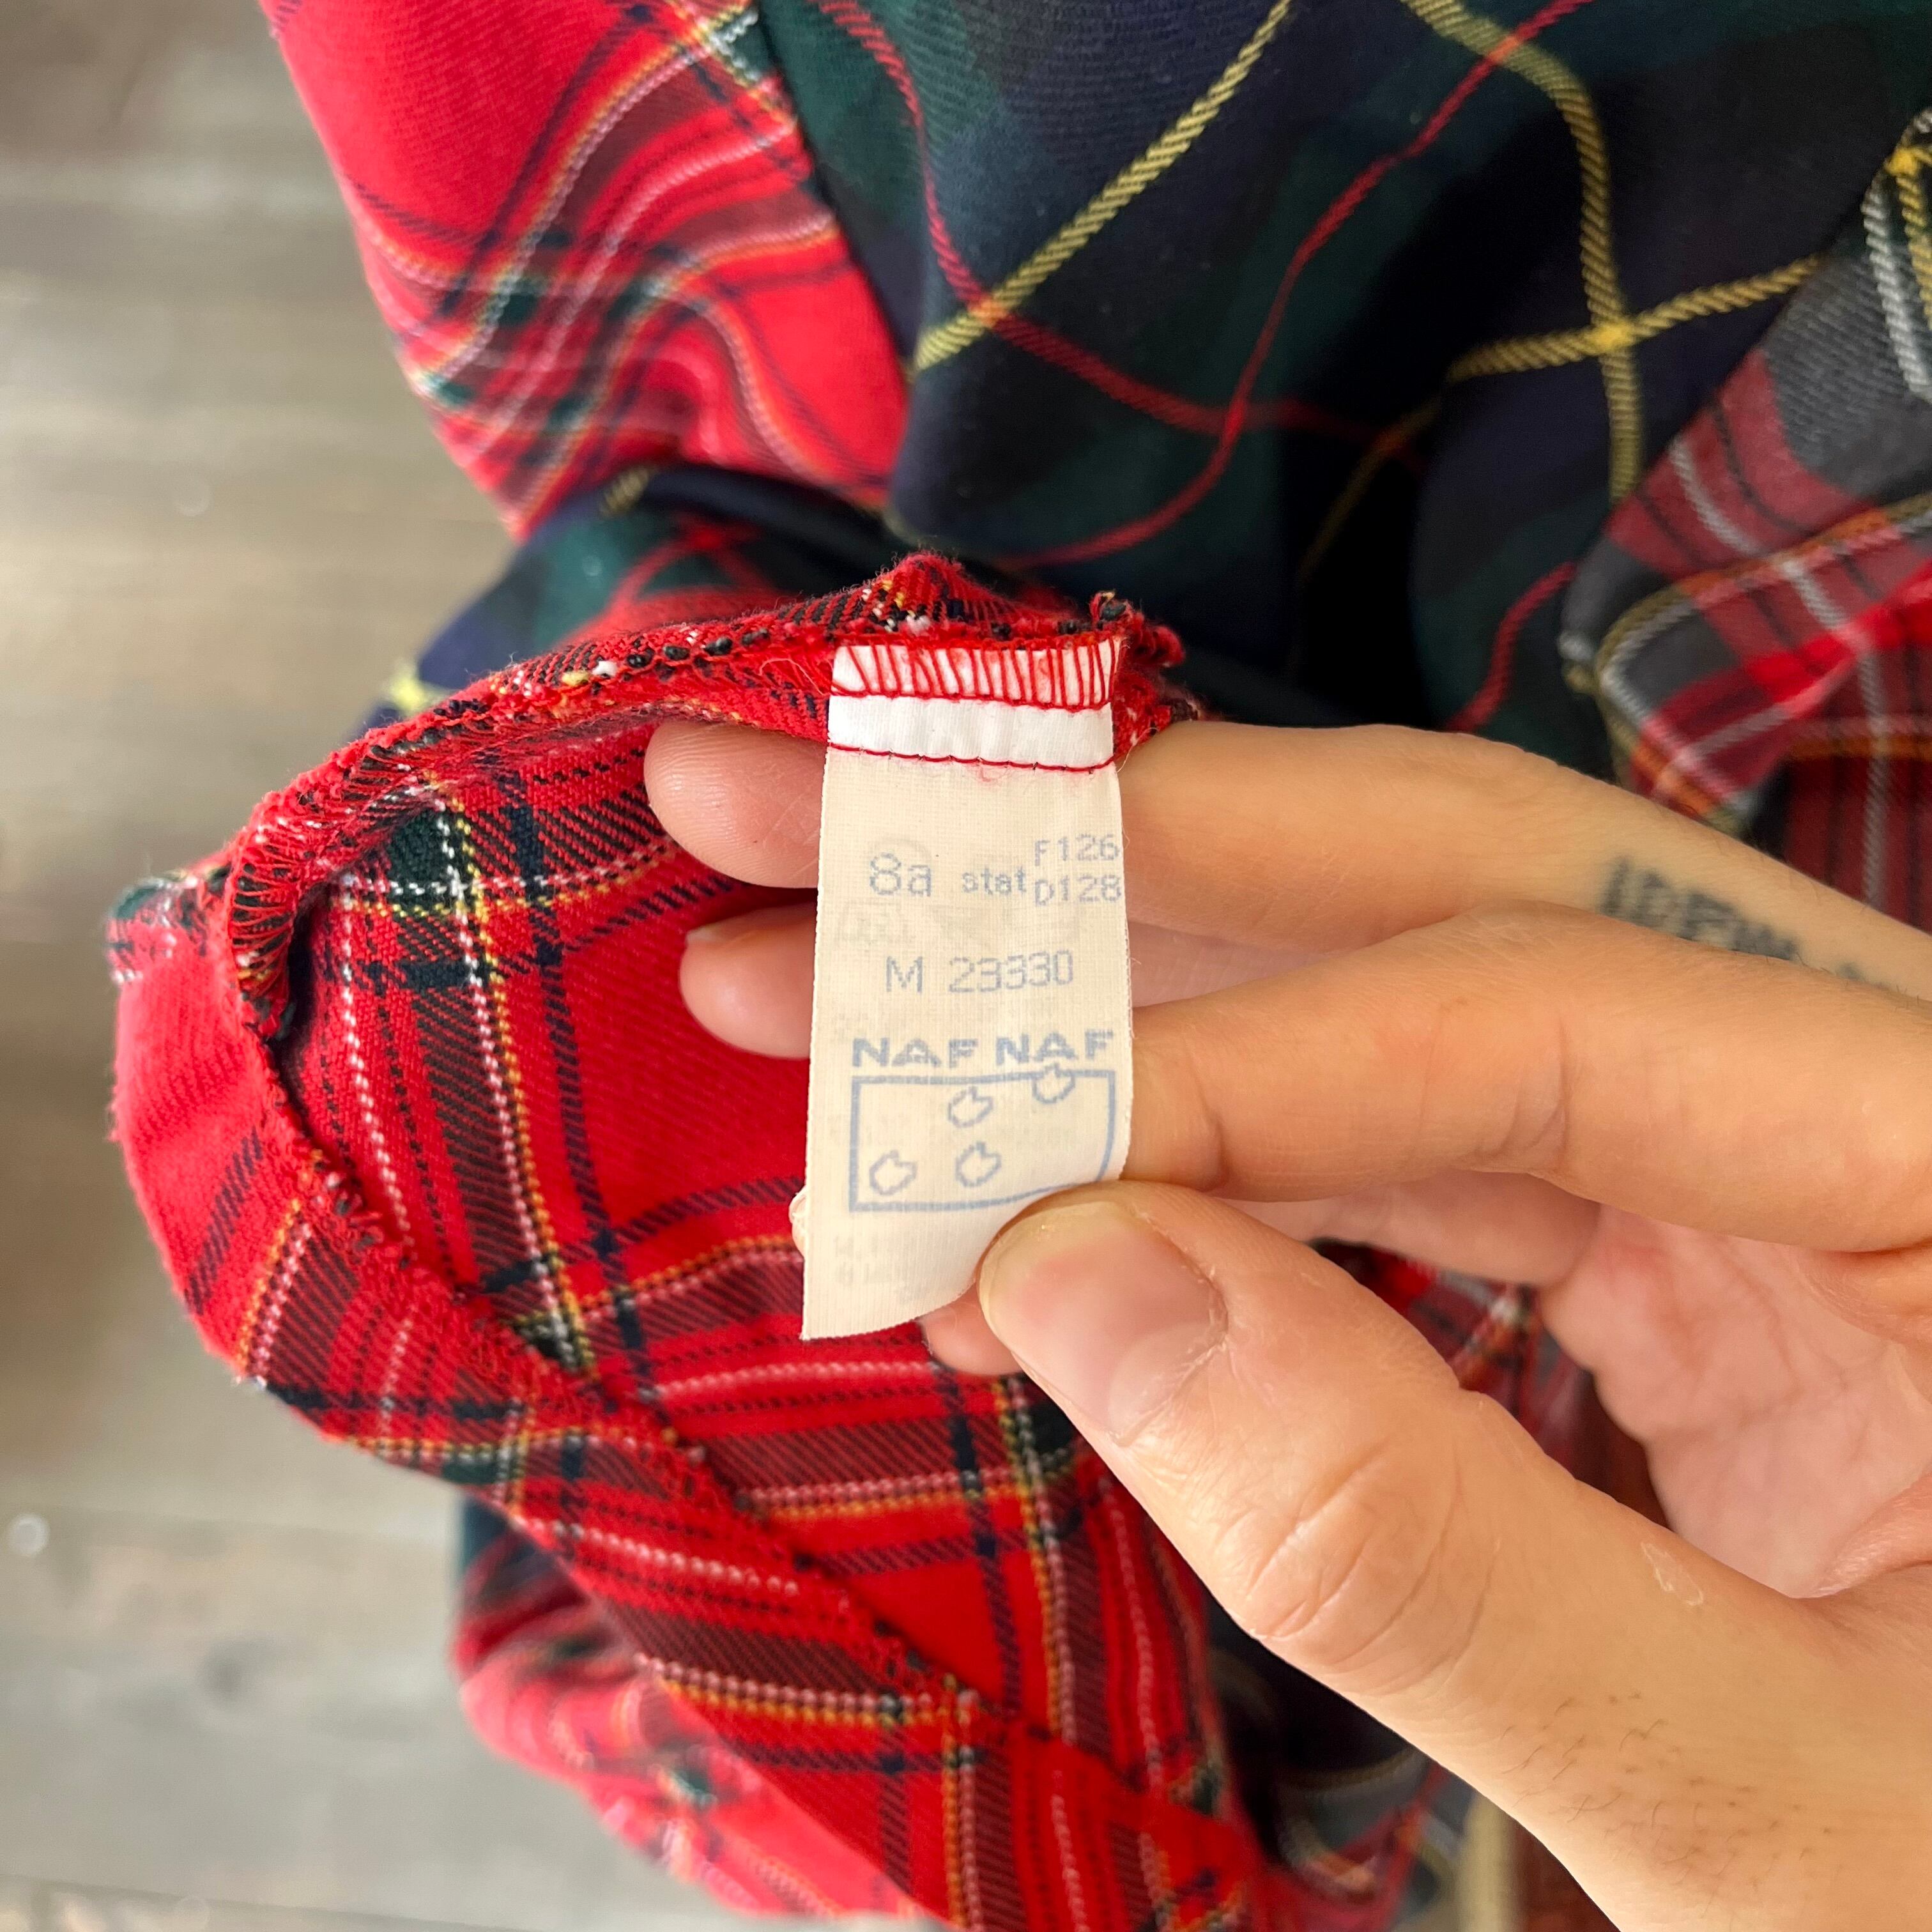 8a stat F126
D128
M 23330
NAF NAF